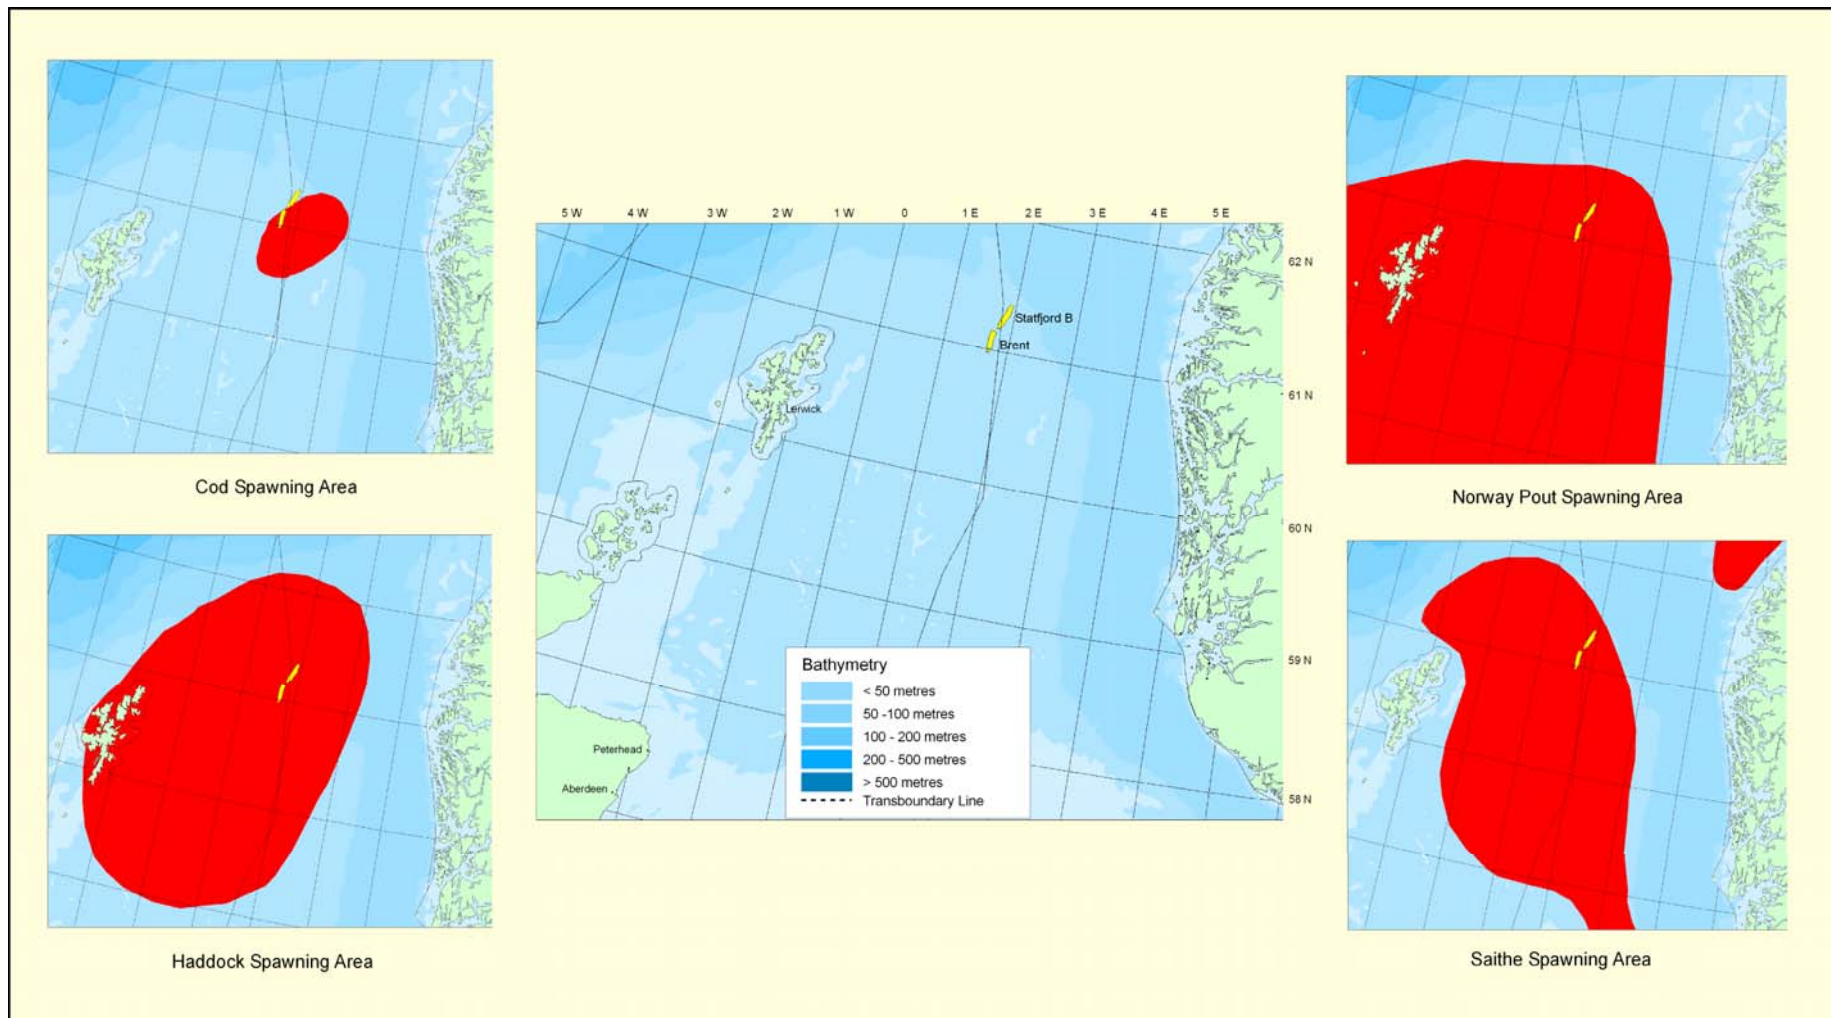 Cod Spawning Area
Haddock Spawning Area
5 W 4 W 3 W 2 W 1 W 0 1 E 2 E 3 E 4 E 5 E
62 N
61 N
60 N
59 N
58 N
Statfjord B
Brent
Lerwick
Peterhead
Aberdeen
Bathymetry
< 50 metres
50 -100 metres
100 - 200 metres
200 - 500 metres
> 500 metres
Transboundary Line
Norway Pout Spawning Area
Saithe Spawning Area